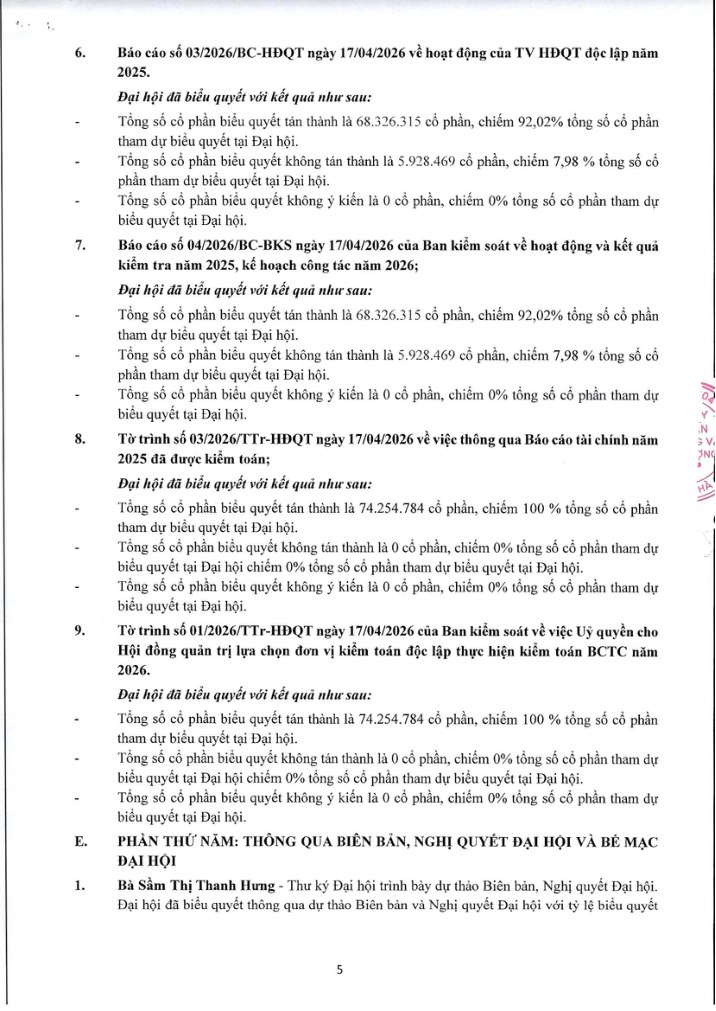 6. Báo cáo số 03/2026/BC-HĐQT ngày 17/04/2026 về hoạt động của TV HĐQT độc lập năm
2025.
Đại hội đã biểu quyết với kết quả như sau:
- Tổng số cổ phần biểu quyết tán thành là 68.326.315 cổ phần, chiếm 92,02% tổng số cổ phần
tham dự biểu quyết tại Đại hội.
- Tổng số cổ phần biểu quyết không tán thành là 5.928.469 cổ phần, chiếm 7,98 % tổng số cổ
phần tham dự biểu quyết tại Đại hội.
- Tổng số cổ phần biểu quyết không ý kiến là 0 cổ phần, chiếm 0% tổng số cổ phần tham dự
biểu quyết tại Đại hội.
7. Báo cáo số 04/2026/BC-BKS ngày 17/04/2026 của Ban kiểm soát về hoạt động và kết quả
kiểm tra năm 2025, kế hoạch công tác năm 2026;
Đại hội đã biểu quyết với kết quả như sau:
- Tổng số cổ phần biểu quyết tán thành là 68.326.315 cổ phần, chiếm 92,02% tổng số cổ phần
tham dự biểu quyết tại Đại hội.
- Tổng số cổ phần biểu quyết không tán thành là 5.928.469 cổ phần, chiếm 7,98 % tổng số cổ
phần tham dự biểu quyết tại Đại hội.
- Tổng số cổ phần biểu quyết không ý kiến là 0 cổ phần, chiếm 0% tổng số cổ phần tham dự
biểu quyết tại Đại hội.
8. Tờ trình số 03/2026/TTr-HĐQT ngày 17/04/2026 về việc thông qua Báo cáo tài chính năm
2025 đã được kiểm toán;
Đại hội đã biểu quyết với kết quả như sau:
- Tổng số cổ phần biểu quyết tán thành là 74.254.784 cổ phần, chiếm 100 % tổng số cổ phần
tham dự biểu quyết tại Đại hội.
- Tổng số cổ phần biểu quyết không tán thành là 0 cổ phần, chiếm 0% tổng số cổ phần tham dự
biểu quyết tại Đại hội chiếm 0% tổng số cổ phần tham dự biểu quyết tại Đại hội.
- Tổng số cổ phần biểu quyết không ý kiến là 0 cổ phần, chiếm 0% tổng số cổ phần tham dự
biểu quyết tại Đại hội.
9. Tờ trình số 01/2026/TTr-HĐQT ngày 17/04/2026 của Ban kiểm soát về việc Uỷ quyền cho
Hội đồng quản trị lựa chọn đơn vị kiểm toán độc lập thực hiện kiểm toán BCTC năm
2026.
Đại hội đã biểu quyết với kết quả như sau:
- Tổng số cổ phần biểu quyết tán thành là 74.254.784 cổ phần, chiếm 100 % tổng số cổ phần
tham dự biểu quyết tại Đại hội.
- Tổng số cổ phần biểu quyết không tán thành là 0 cổ phần, chiếm 0% tổng số cổ phần tham dự
biểu quyết tại Đại hội chiếm 0% tổng số cổ phần tham dự biểu quyết tại Đại hội.
- Tổng số cổ phần biểu quyết không ý kiến là 0 cổ phần, chiếm 0% tổng số cổ phần tham dự
biểu quyết tại Đại hội.
E. PHẦN THỨ NĂM: THÔNG QUA BIÊN BẢN, NGHỊ QUYẾT ĐẠI HỘI VÀ BẾ MẠC
ĐẠI HỘI
1. Bà Sầm Thị Thanh Hưng - Thư ký Đại hội trình bày dự thảo Biên bản, Nghị quyết Đại hội.
Đại hội đã biểu quyết thông qua dự thảo Biên bản và Nghị quyết Đại hội với tỷ lệ biểu quyết
5